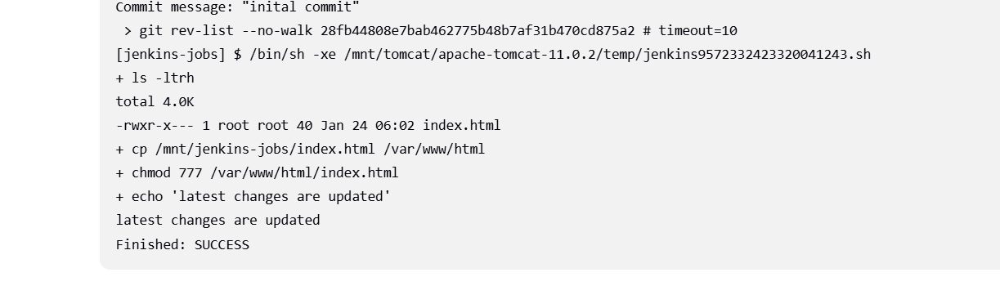 Commit message: "inital commit"
 > git rev-list --no-walk 28fb44808e7bab462775b48b7af31b470cd875a2 # timeout=10
[jenkins-jobs] $ /bin/sh -xe /mnt/tomcat/apache-tomcat-11.0.2/temp/jenkins9572332423320041243.sh
+ ls -ltrh
total 4.0K
-rwxr-x--- 1 root root 40 Jan 24 06:02 index.html
+ cp /mnt/jenkins-jobs/index.html /var/www/html
+ chmod 777 /var/www/html/index.html
+ echo 'latest changes are updated'
latest changes are updated
Finished: SUCCESS